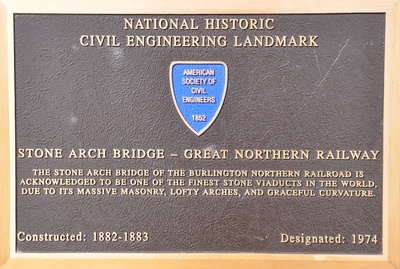 NATIONAL HISTORIC
CIVIL ENGINEERING LANDMARK
AMERICAN
SOCIETY OF
CIVIL
ENGINEERS
1852
STONE ARCH BRIDGE – GREAT NORTHERN RAILWAY
THE STONE ARCH BRIDGE OF THE BURLINGTON NORTHERN RAILROAD IS
ACKNOWLEDGED TO BE ONE OF THE FINEST STONE VIADUCTS IN THE WORLD,
DUE TO ITS MASSIVE MASONRY, LOFTY ARCHES, AND GRACEFUL CURVATURE.
Constructed: 1882-1883
Designated: 1974